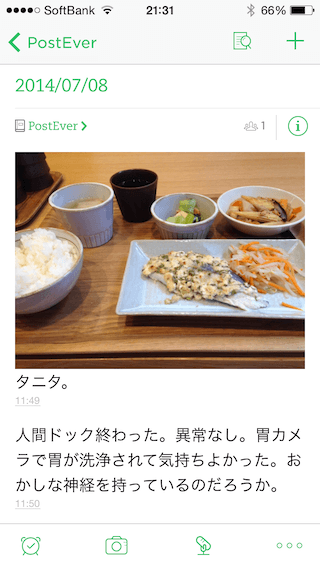 SoftBank 21:31 66%
PostEver
2014/07/08
PostEver 1
タニタ。
11:49
人間ドック終わった。異常なし。胃カメ
ラで胃が洗浄されて気持ちよかった。お
かしな神経を持っているのだろうか。
11:50